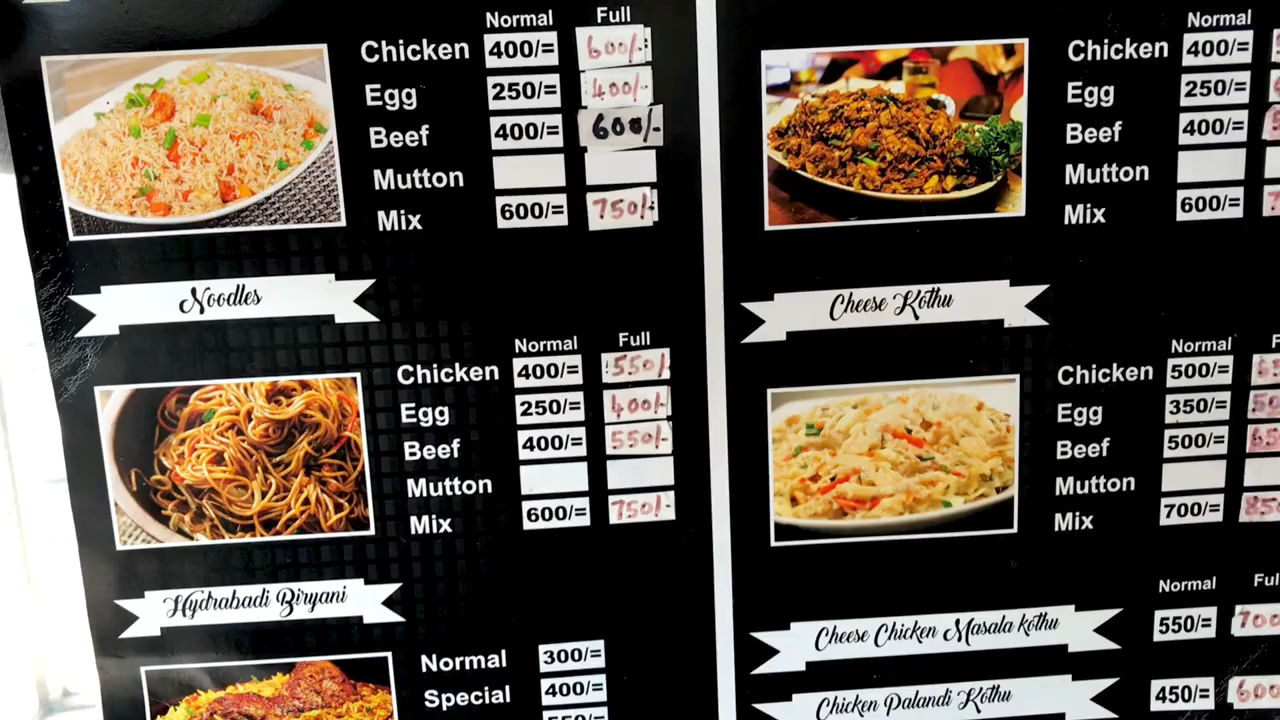 Normal Full
Chicken 400/= 600/-
Egg 250/= 400/-
Beef 400/= 600/-
Mutton
Mix 600/= 750/-
Noodles
Normal Full
Chicken 400/= 550/-
Egg 250/= 400/-
Beef 400/= 550/-
Mutton
Mix 600/= 750/-
Hydrabadi Biryani
Normal 300/=
Special 400/=
Normal
Chicken 400/=
Egg 250/=
Beef 400/=
Mutton
Mix 600/=
Cheese Kothu
Normal
Chicken 500/=
Egg 350/=
Beef 500/=
Mutton
Mix 700/=
Normal
Cheese Chicken Masala kothu 550/= 700
Chicken Palandi Kothu 450/= 600